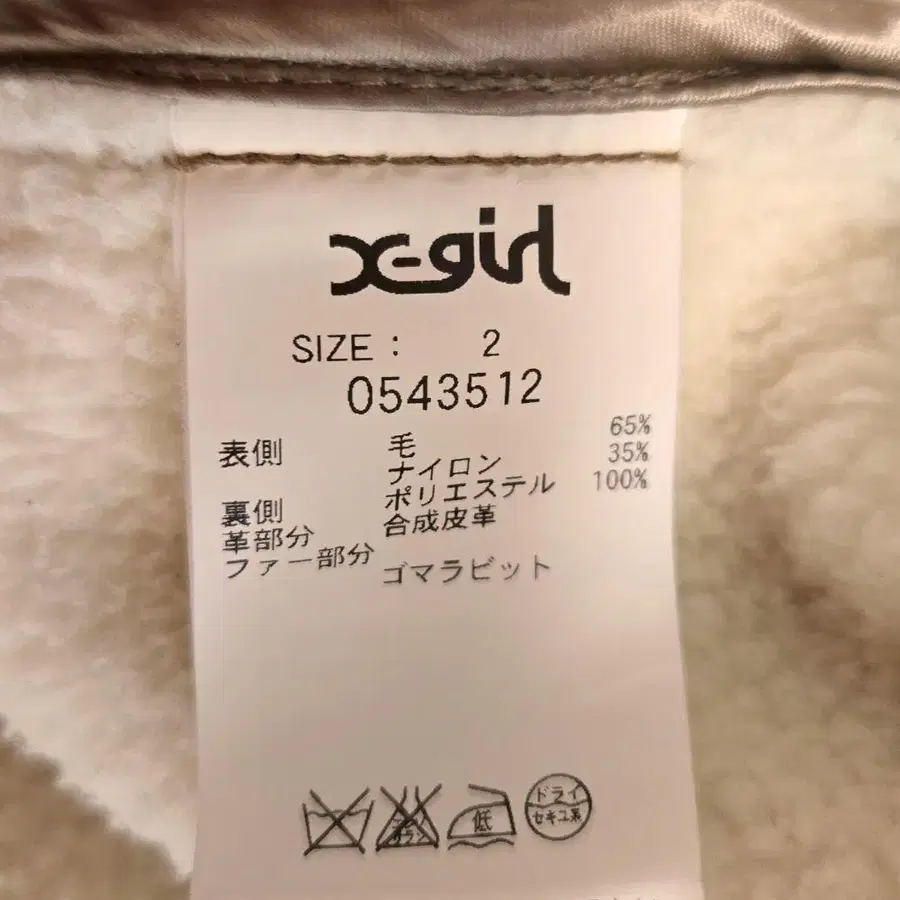 X-girl
SIZE : 2
0543512
表側 毛 65%
ナイロン 35%
裏側 ポリエステル 100%
革部分 合成皮革
ファー部分 ゴマラビット
低
ドライ
セキユ系